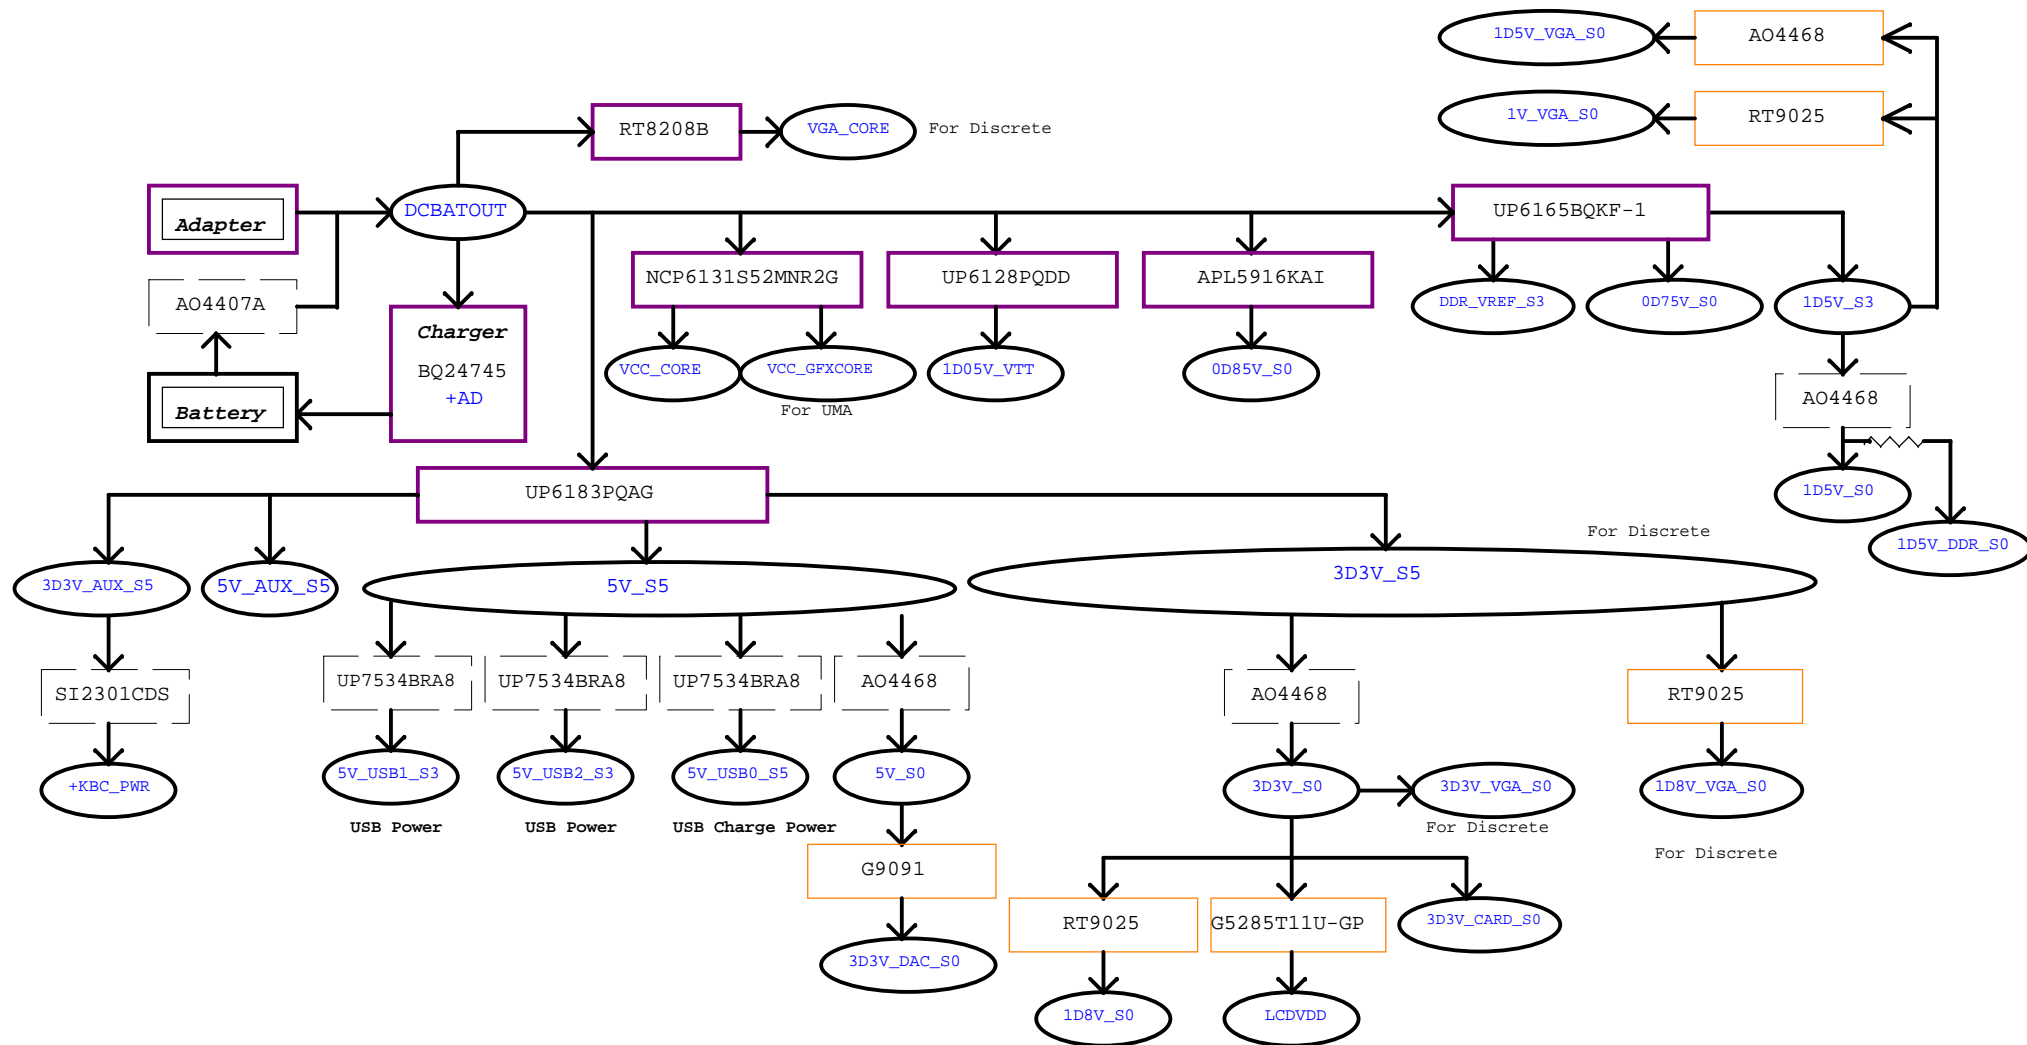 1D5V_VGA_S0
AO4468
RT8208B
VGA_CORE
For Discrete
1V_VGA_S0
RT9025
Adapter
DCBATOUT
UP6165BQKF-1
AO4407A
NCP6131S52MNR2G
UP6128PQDD
APL5916KAI
DDR_VREF_S3
0D75V_S0
1D5V_S3
Charger
BQ24745
+AD
Battery
VCC_CORE
VCC_GFXCORE
For UMA
1D05V_VTT
0D85V_S0
AO4468
UP6183PQAG
1D5V_S0
For Discrete
1D5V_DDR_S0
3D3V_AUX_S5
5V_AUX_S5
5V_S5
3D3V_S5
SI2301CDS
UP7534BRA8
UP7534BRA8
UP7534BRA8
AO4468
AO4468
RT9025
+KBC_PWR
5V_USB1_S3
5V_USB2_S3
5V_USB0_S5
5V_S0
3D3V_S0
3D3V_VGA_S0
1D8V_VGA_S0
USB Power
USB Power
USB Charge Power
For Discrete
For Discrete
G9091
RT9025
G5285T11U-GP
3D3V_CARD_S0
3D3V_DAC_S0
1D8V_S0
LCDVDD